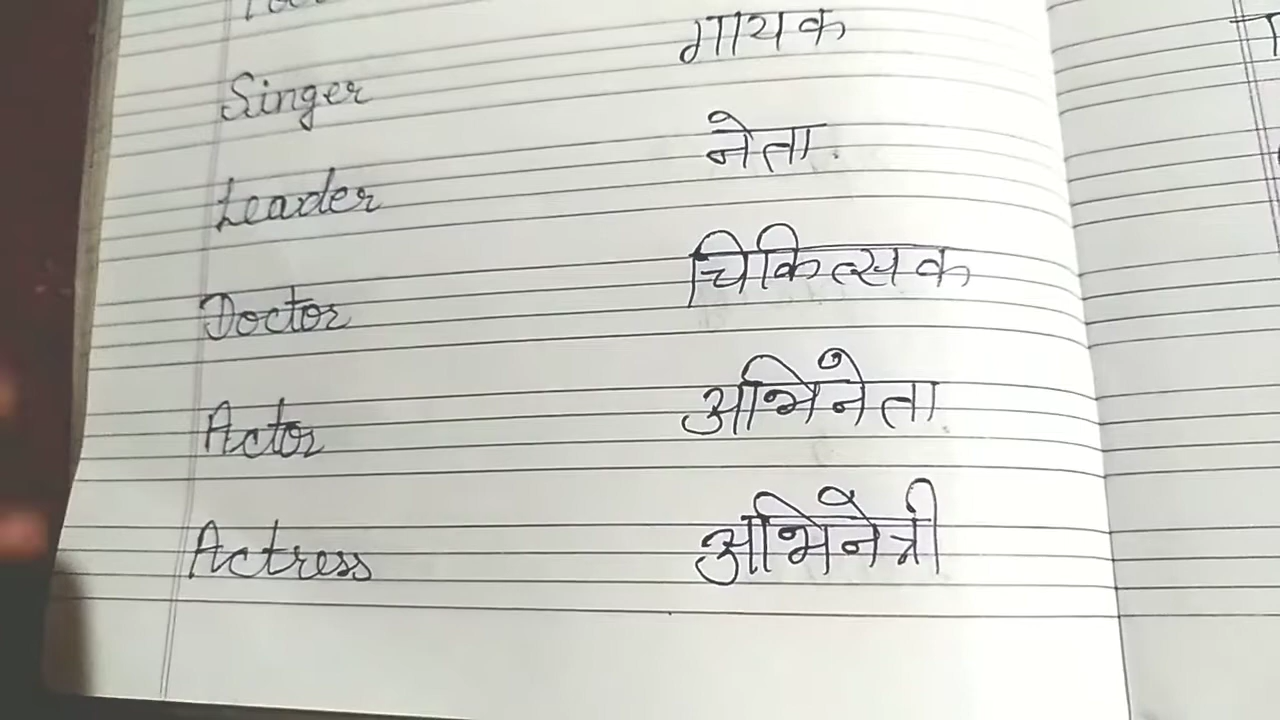 Singer गायक
Leader नेता
Doctor चिकित्सक
Actor अभिनेता
Actress अभिनेत्री